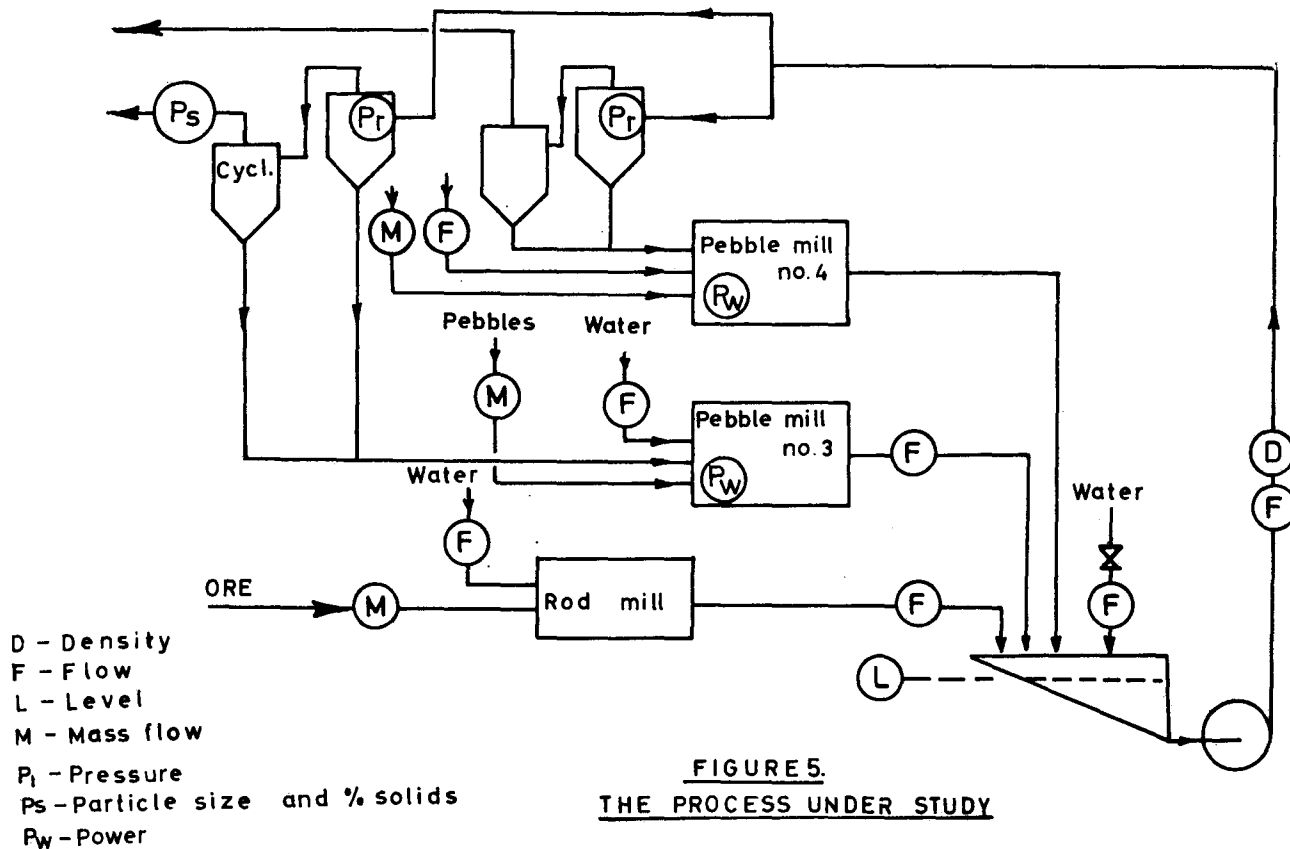 Ps
Pr
Pr
Cycl.
M
F
Pebble mill
no.4
Pw
Pebbles
Water
M
F
Pebble mill
no.3
F
Pw
D
Water
F
Water
F
ORE
M
Rod mill
F
F
L
D - Density
F - Flow
L - Level
M - Mass flow
P₁ - Pressure
Ps - Particle size and % solids
Pw - Power
FIGURE 5.
THE PROCESS UNDER STUDY